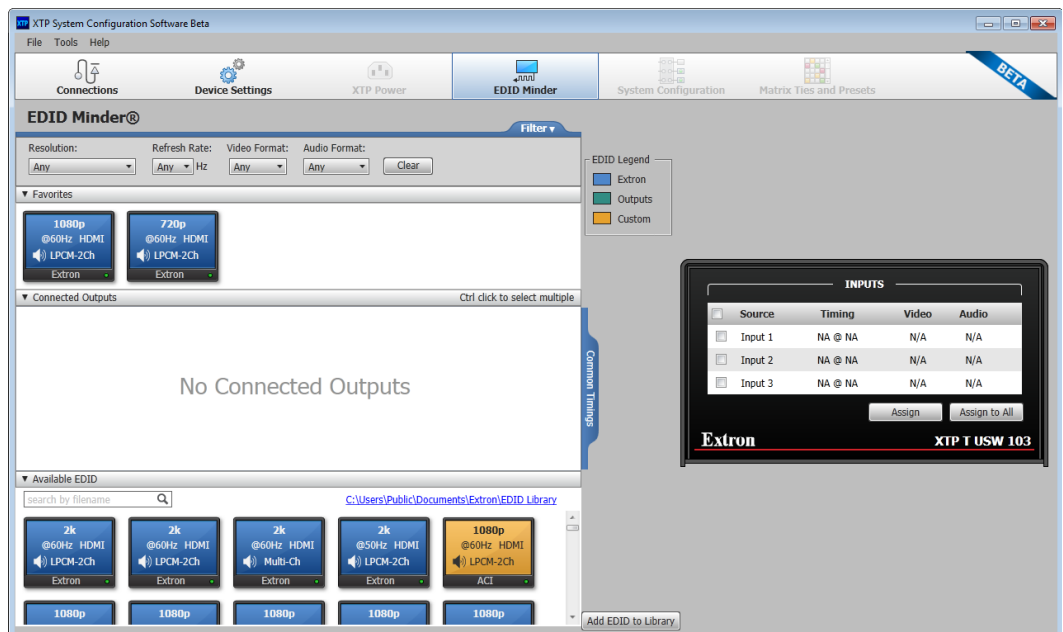 XTP XTP System Configuration Software Beta
File Tools Help
Connections Device Settings XTP Power EDID Minder System Configuration Matrix Ties and Presets BETA
EDID Minder®
Filter
Resolution: Refresh Rate: Video Format: Audio Format:
Any Any Hz Any Any Clear
Favorites
1080p 720p
@60Hz HDMI @60Hz HDMI
LPCM-2Ch LPCM-2Ch
Extron Extron
Connected Outputs Ctrl click to select multiple
No Connected Outputs
Common Timings
Available EDID
search by filename C:\Users\Public\Documents\Extron\EDID Library
2k 2k 2k 2k 1080p
@60Hz HDMI @60Hz HDMI @60Hz HDMI @50Hz HDMI @60Hz HDMI
LPCM-2Ch LPCM-2Ch Multi-Ch LPCM-2Ch LPCM-2Ch
Extron Extron Extron Extron ACI
1080p 1080p 1080p 1080p 1080p
Add EDID to Library
EDID Legend
Extron
Outputs
Custom
INPUTS
Source Timing Video Audio
Input 1 NA @ NA N/A N/A
Input 2 NA @ NA N/A N/A
Input 3 NA @ NA N/A N/A
Assign Assign to All
Extron XTP T USW 103